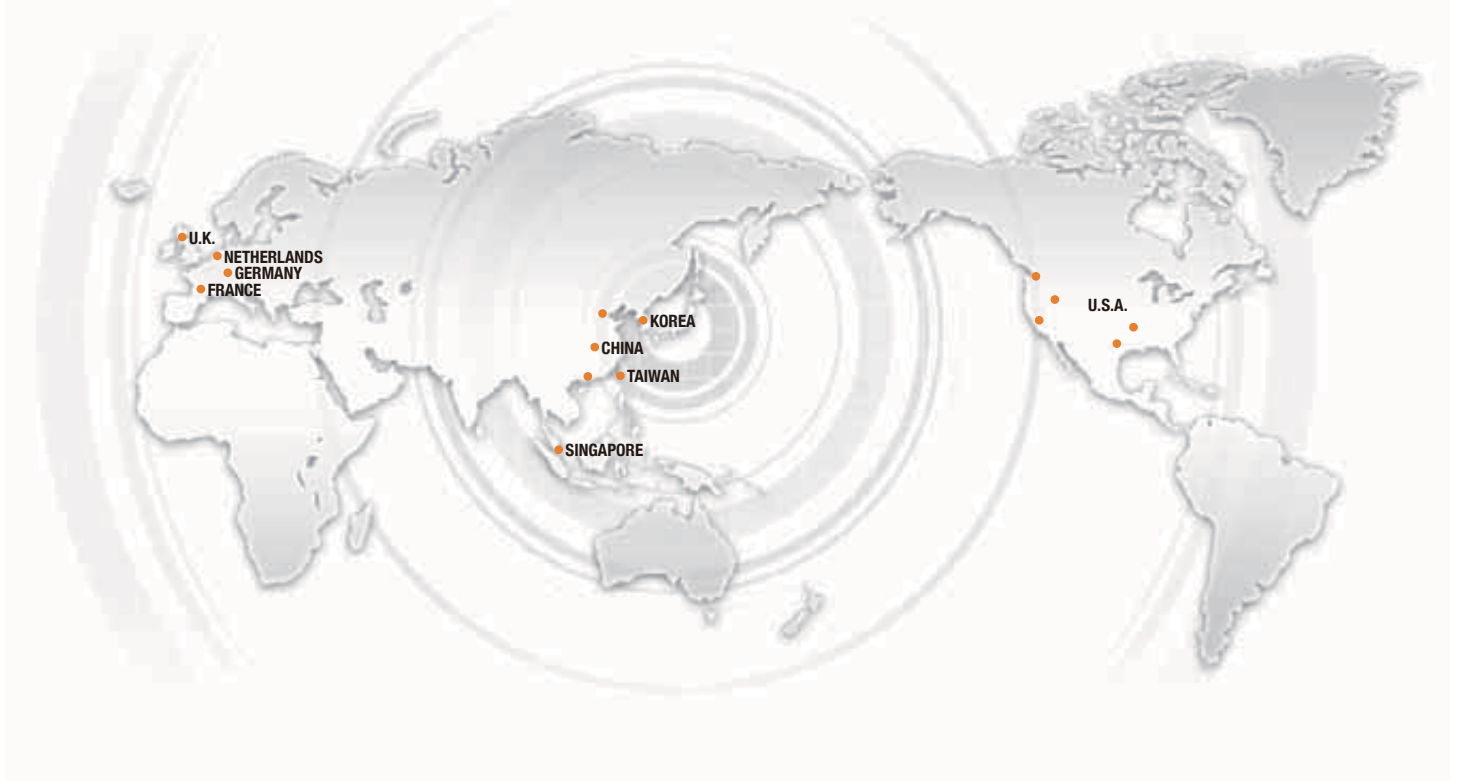 U.K.
NETHERLANDS
GERMANY
FRANCE
U.S.A.
KOREA
CHINA
TAIWAN
SINGAPORE